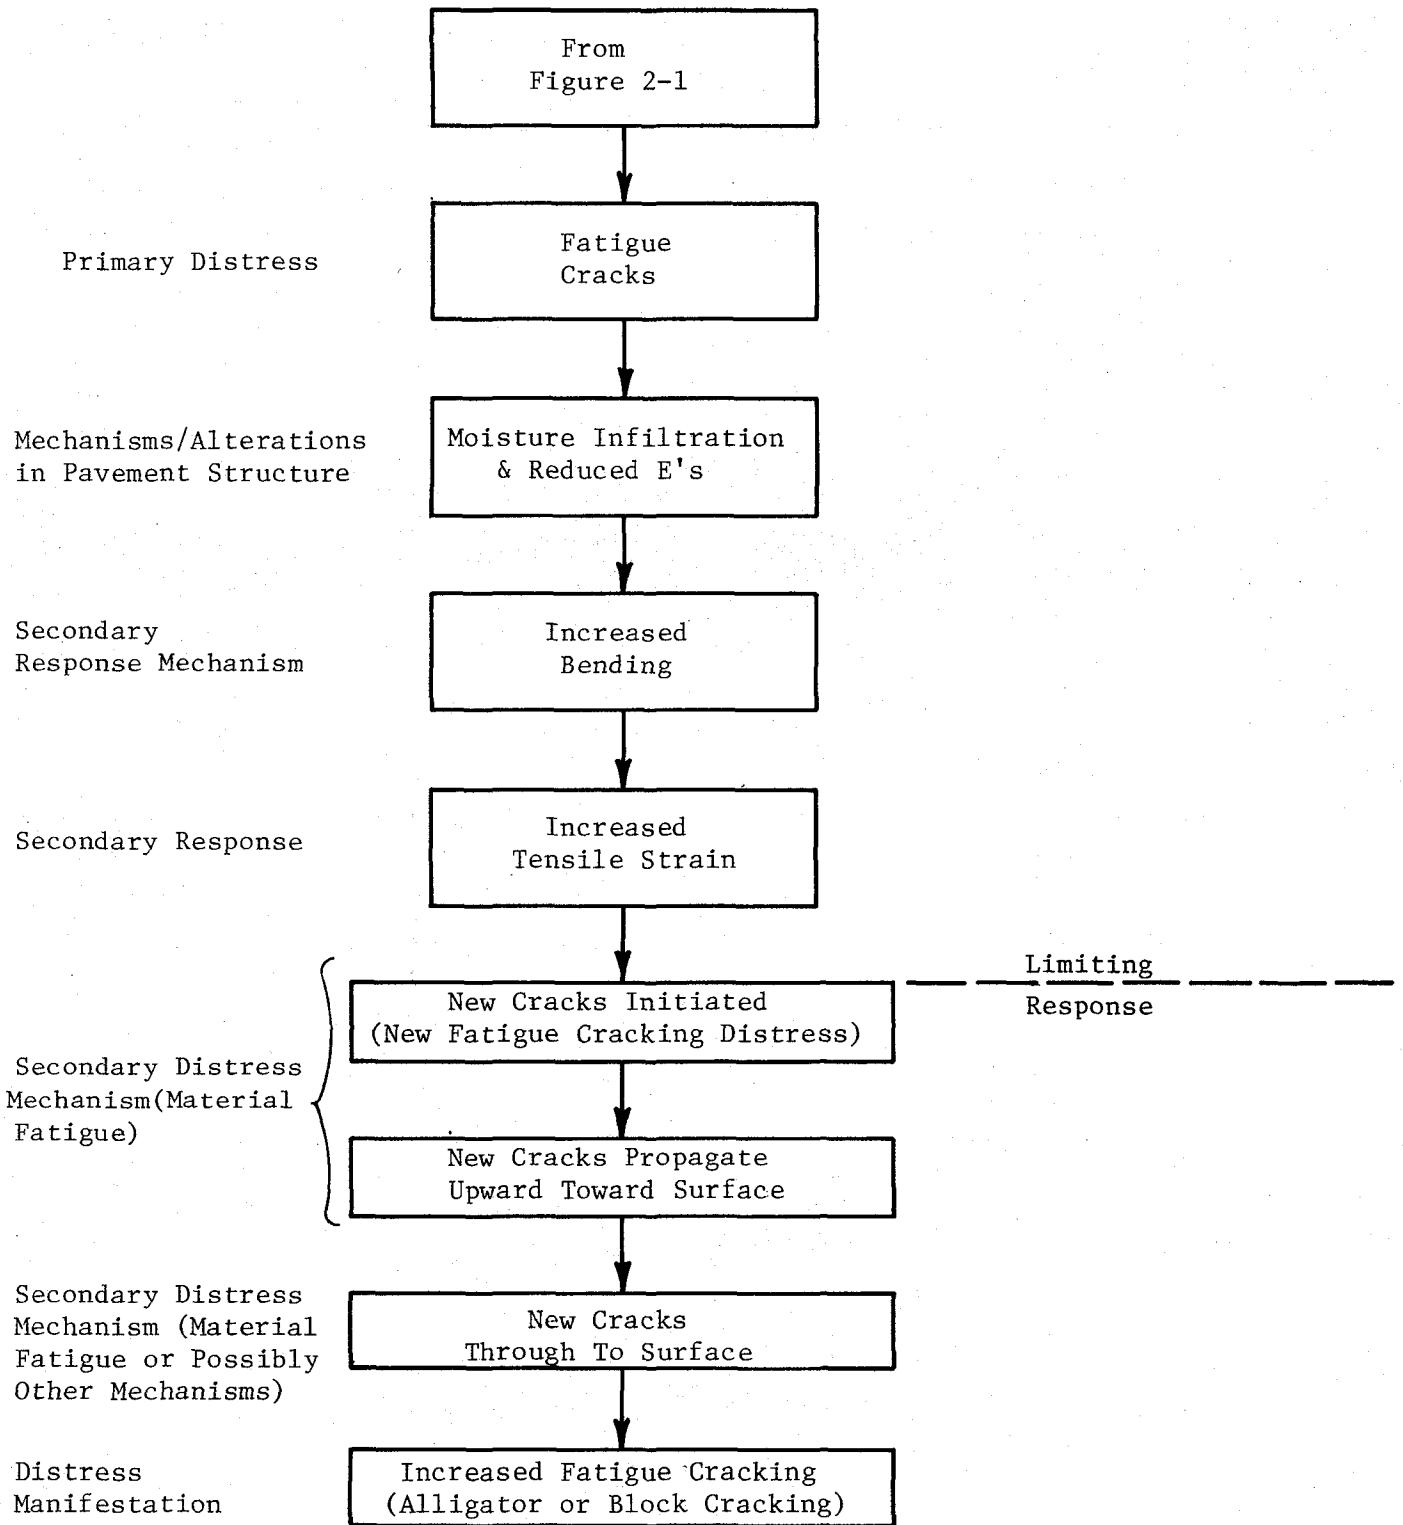 From
Figure 2-1
Primary Distress
Fatigue
Cracks
Mechanisms/Alterations
in Pavement Structure
Moisture Infiltration
& Reduced E's
Secondary
Response Mechanism
Increased
Bending
Secondary Response
Increased
Tensile Strain
Limiting
Response
New Cracks Initiated
(New Fatigue Cracking Distress)
Secondary Distress
Mechanism(Material
Fatigue)
New Cracks Propagate
Upward Toward Surface
Secondary Distress
Mechanism (Material
Fatigue or Possibly
Other Mechanisms)
New Cracks
Through To Surface
Distress
Manifestation
Increased Fatigue Cracking
(Alligator or Block Cracking)